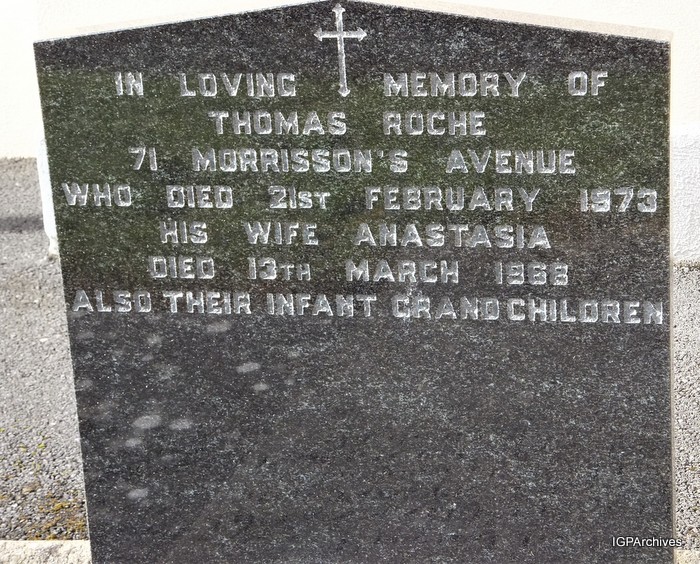 IN LOVING MEMORY OF
THOMAS ROCHE
71 MORRISSON'S AVENUE
WHO DIED 21ST FEBRUARY 1973
HIS WIFE ANASTASIA
DIED 13TH MARCH 1968
ALSO THEIR INFANT GRANDCHILDREN
IGPArchives